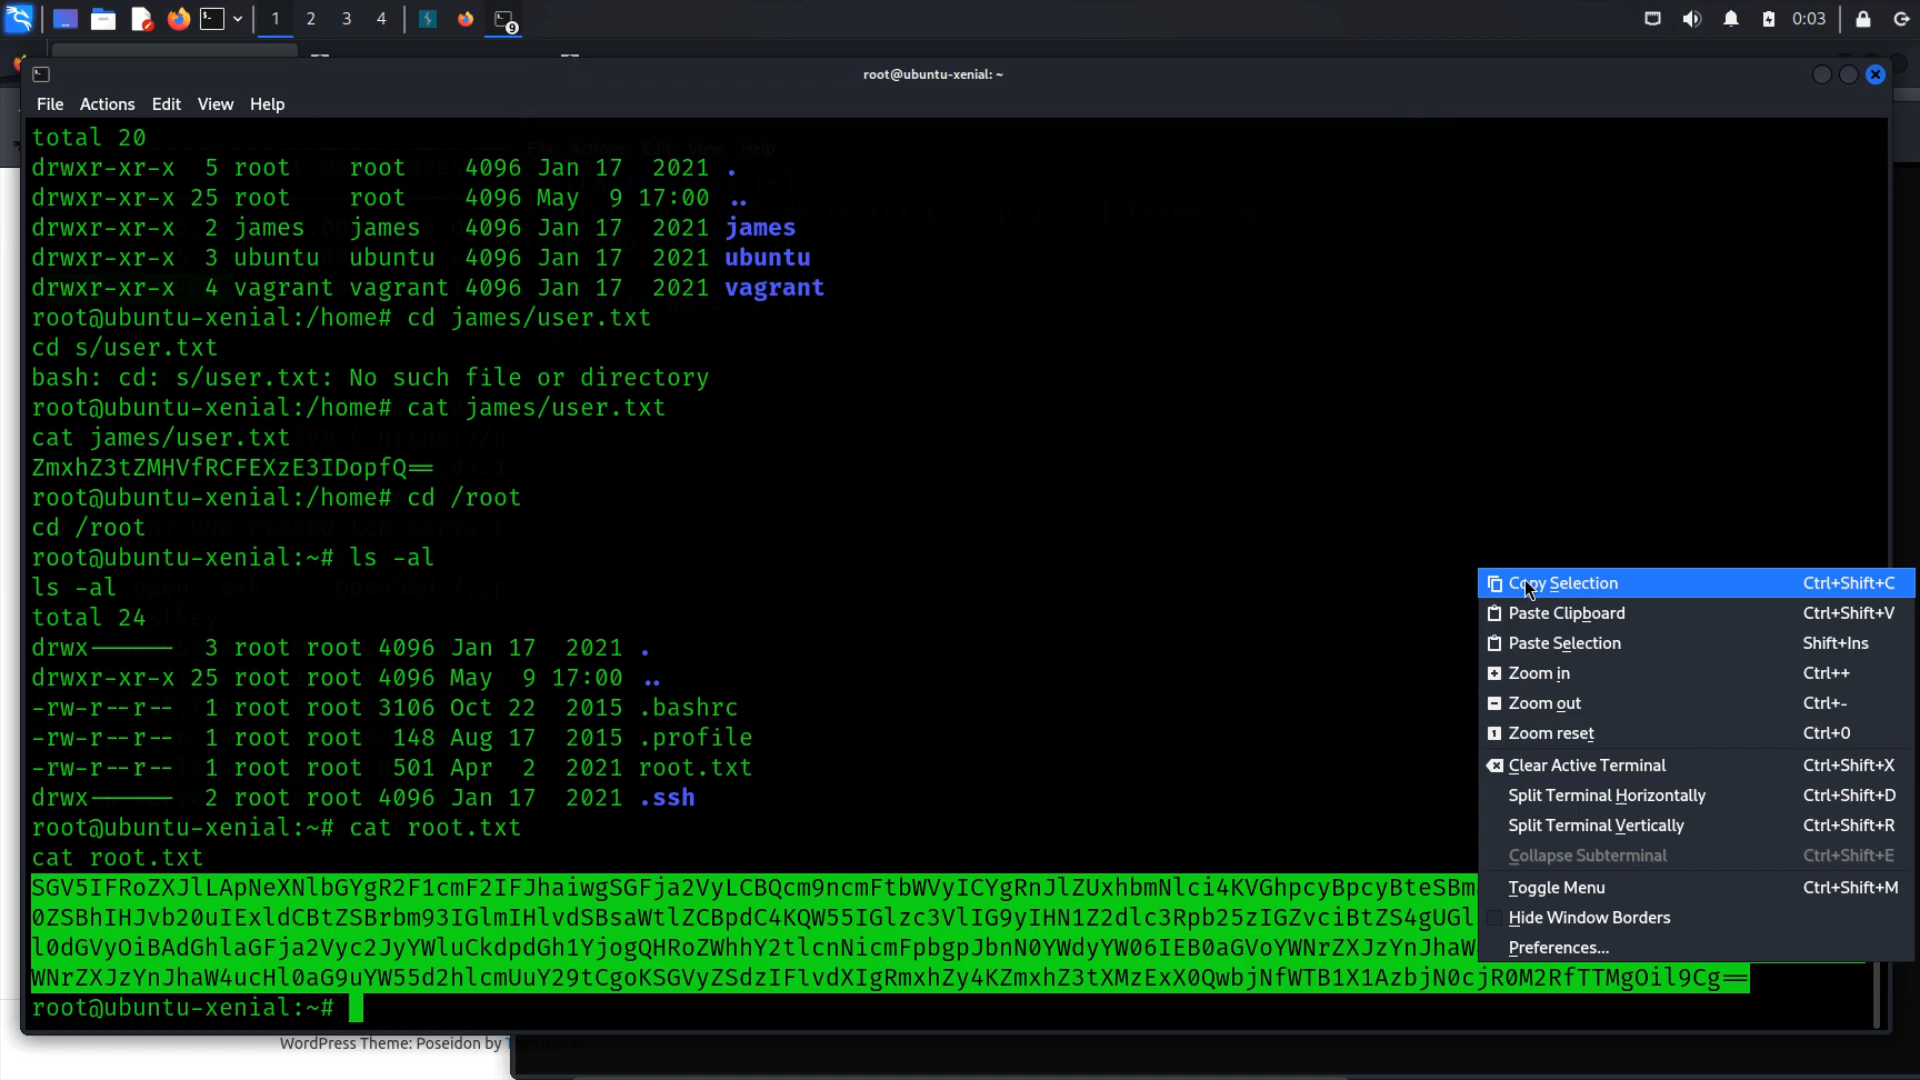 1 2 3 4 9 0:03
root@ubuntu-xenial: ~
File Actions Edit View Help
total 20
drwxr-xr-x 5 root root 4096 Jan 17 2021 .
drwxr-xr-x 25 root root 4096 May 9 17:00 ..
drwxr-xr-x 2 james james 4096 Jan 17 2021 james
drwxr-xr-x 3 ubuntu ubuntu 4096 Jan 17 2021 ubuntu
drwxr-xr-x 4 vagrant vagrant 4096 Jan 17 2021 vagrant
root@ubuntu-xenial:/home# cd james/user.txt
cd s/user.txt
bash: cd: s/user.txt: No such file or directory
root@ubuntu-xenial:/home# cat james/user.txt
cat james/user.txt
ZmxhZ3tZMHVfRCFEXzE3IDopfQ==
root@ubuntu-xenial:/home# cd /root
cd /root
root@ubuntu-xenial:~# ls -al
ls -al
total 24
drwx------ 3 root root 4096 Jan 17 2021 .
drwxr-xr-x 25 root root 4096 May 9 17:00 ..
-rw-r--r-- 1 root root 3106 Oct 22 2015 .bashrc
-rw-r--r-- 1 root root 148 Aug 17 2015 .profile
-rw-r--r-- 1 root root 501 Apr 2 2021 root.txt
drwx------ 2 root root 4096 Jan 17 2021 .ssh
root@ubuntu-xenial:~# cat root.txt
cat root.txt
SGV5IFRoZXJlLApNeXNlbGYgR2F1cmF2IFJhaiwgSGFja2VyLCBQcm9ncmFtbWVyICYgRnJlZUxhbmNlci4KVGhpcyBpcyBteSBm
0ZSBhIHJvb20uIExldCBtZSBrbm93IGlmIHlvdSBsaWtlZCBpdC4KQW55IGlzc3VlIG9yIHN1Z2dlc3Rpb25zIGZvciBtZS4gUGl
l0dGVyOiBAdGhlaGFja2Vyc2JyYWluCkdpdGh1YjogQHRoZWhhY2tlcnNicmFpbgpJbnN0YWdyYW06IEB0aGVoYWNrZXJzYnJhaW
WNrZXJzYnJhaW4ucHl0aG9uYW55d2hlcmUuY29tCgoKSGVyZSdzIFlvdXIgRmxhZy4KZmxhZ3tXMzExX0QwbjNfWTB1X1AzbjN0cjR0M2RfTTMgOil9Cg==
root@ubuntu-xenial:~#
Copy Selection Ctrl+Shift+C
Paste Clipboard Ctrl+Shift+V
Paste Selection Shift+Ins
Zoom in Ctrl++
Zoom out Ctrl+-
Zoom reset Ctrl+0
Clear Active Terminal Ctrl+Shift+X
Split Terminal Horizontally Ctrl+Shift+D
Split Terminal Vertically Ctrl+Shift+R
Collapse Subterminal Ctrl+Shift+E
Toggle Menu Ctrl+Shift+M
Hide Window Borders
Preferences...
WordPress Theme: Poseidon by